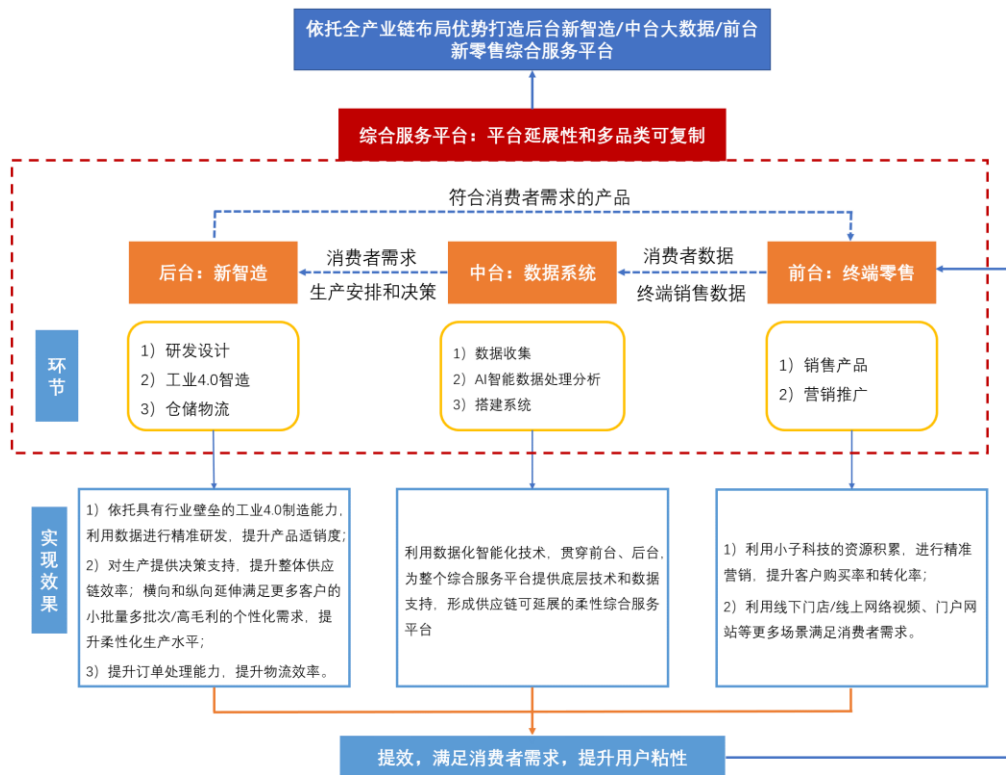 依托全产业链布局优势打造后台新智造/中台大数据/前台
新零售综合服务平台
综合服务平台：平台延展性和多品类可复制
符合消费者需求的产品
后台：新智造
消费者需求
生产安排和决策
中台：数据系统
消费者数据
终端销售数据
前台：终端零售
环节
1）研发设计
2）工业4.0智造
3）仓储物流
1）数据收集
2）AI智能数据处理分析
3）搭建系统
1）销售产品
2）营销推广
实现效果
1）依托具有行业壁垒的工业4.0制造能力，
利用数据进行精准研发，提升产品适销度；
2）对生产提供决策支持，提升整体供应
链效率；横向和纵向延伸满足更多客户的
小批量多批次/高毛利的个性化需求，提
升柔性化生产水平；
3）提升订单处理能力，提升物流效率。
利用数据化智能化技术，贯穿前台、后台，
为整个综合服务平台提供底层技术和数据
支持，形成供应链可延展的柔性综合服务
平台
1）利用小子科技的资源积累，进行精准
营销，提升客户购买率和转化率；
2）利用线下门店/线上网络视频、门户网
站等更多场景满足消费者需求。
提效，满足消费者需求，提升用户粘性